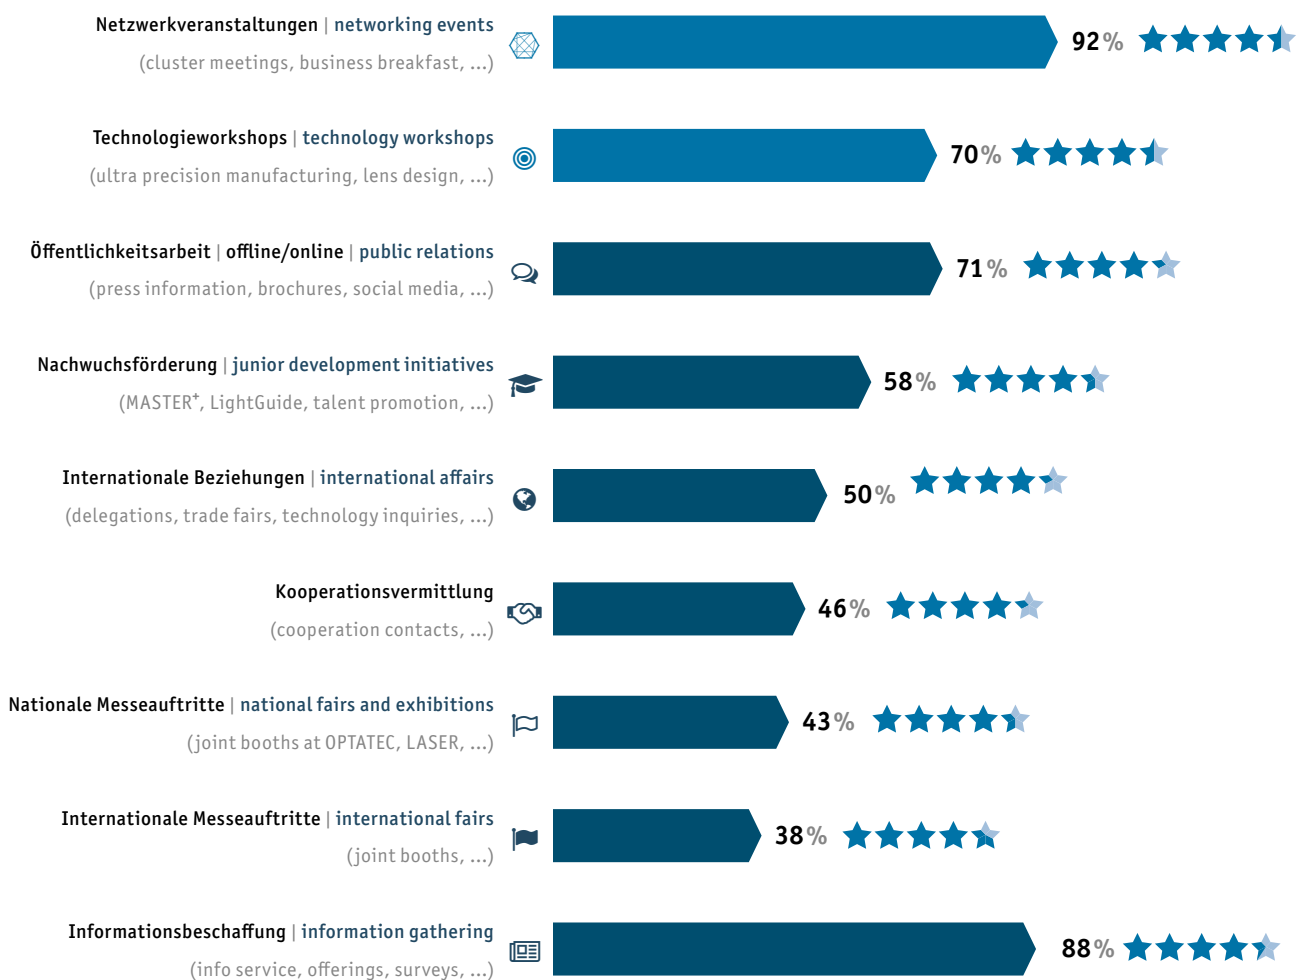 Netzwerkveranstaltungen | networking events
(cluster meetings, business breakfast, ...)
92%
Technologieworkshops | technology workshops
(ultra precision manufacturing, lens design, ...)
70%
Öffentlichkeitsarbeit | offline/online | public relations
(press information, brochures, social media, ...)
71%
Nachwuchsförderung | junior development initiatives
(MASTER⁺, LightGuide, talent promotion, ...)
58%
Internationale Beziehungen | international affairs
(delegations, trade fairs, technology inquiries, ...)
50%
Kooperationsvermittlung
(cooperation contacts, ...)
46%
Nationale Messeauftritte | national fairs and exhibitions
(joint booths at OPTATEC, LASER, ...)
43%
Internationale Messeauftritte | international fairs
(joint booths, ...)
38%
Informationsbeschaffung | information gathering
(info service, offerings, surveys, ...)
88%